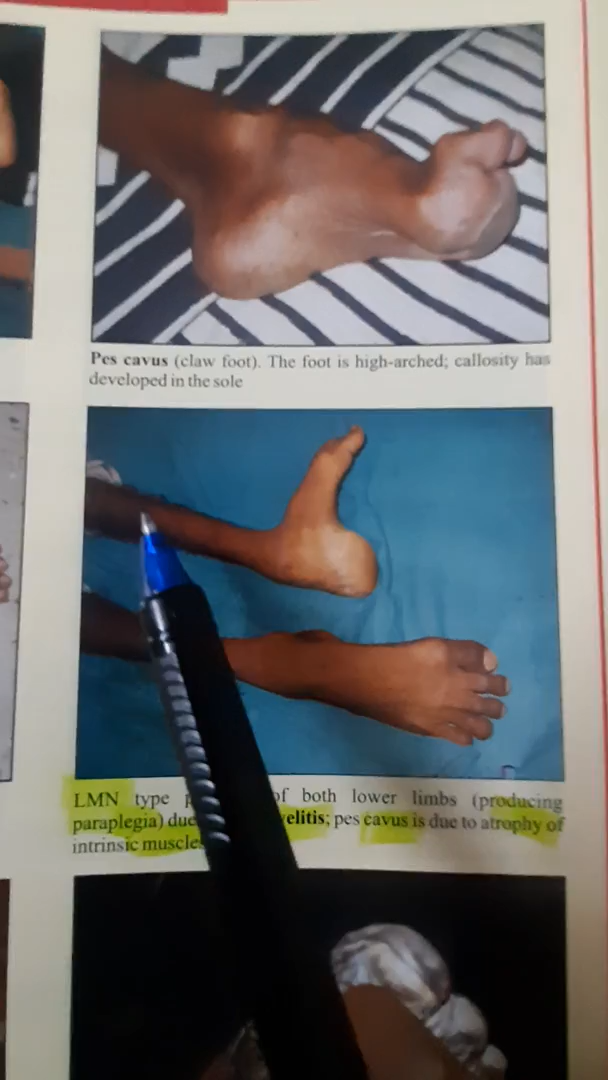 Pes cavus (claw foot). The foot is high-arched; callosity has
developed in the sole
LMN type of both lower limbs (producing
paraplegia) due elitis; pes cavus is due to atrophy of
intrinsic muscles